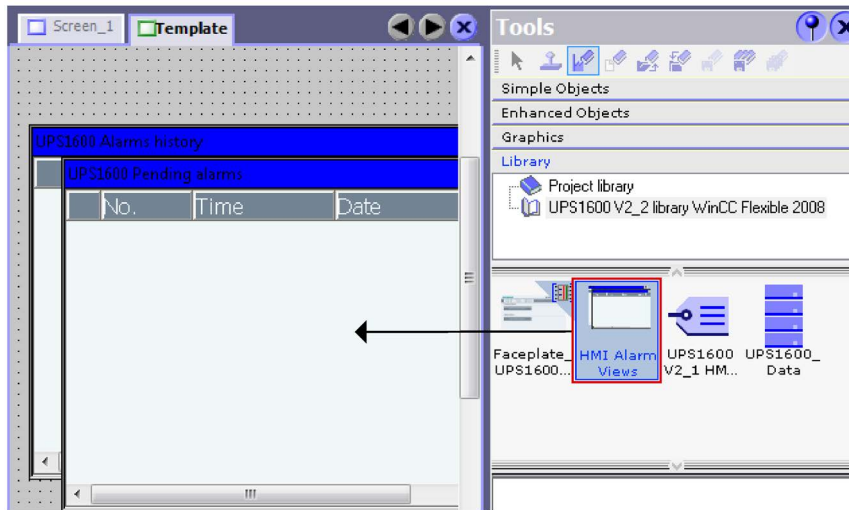 Screen_1
Template
UPS1600 Alarms history
UPS1600 Pending alarms
No. Time Date
Tools
Simple Objects
Enhanced Objects
Graphics
Library
Project library
UPS1600 V2_2 library WinCC Flexible 2008
Faceplate_
UPS1600...
HMI Alarm
Views
UPS1600
V2_1 HM...
UPS1600_
Data